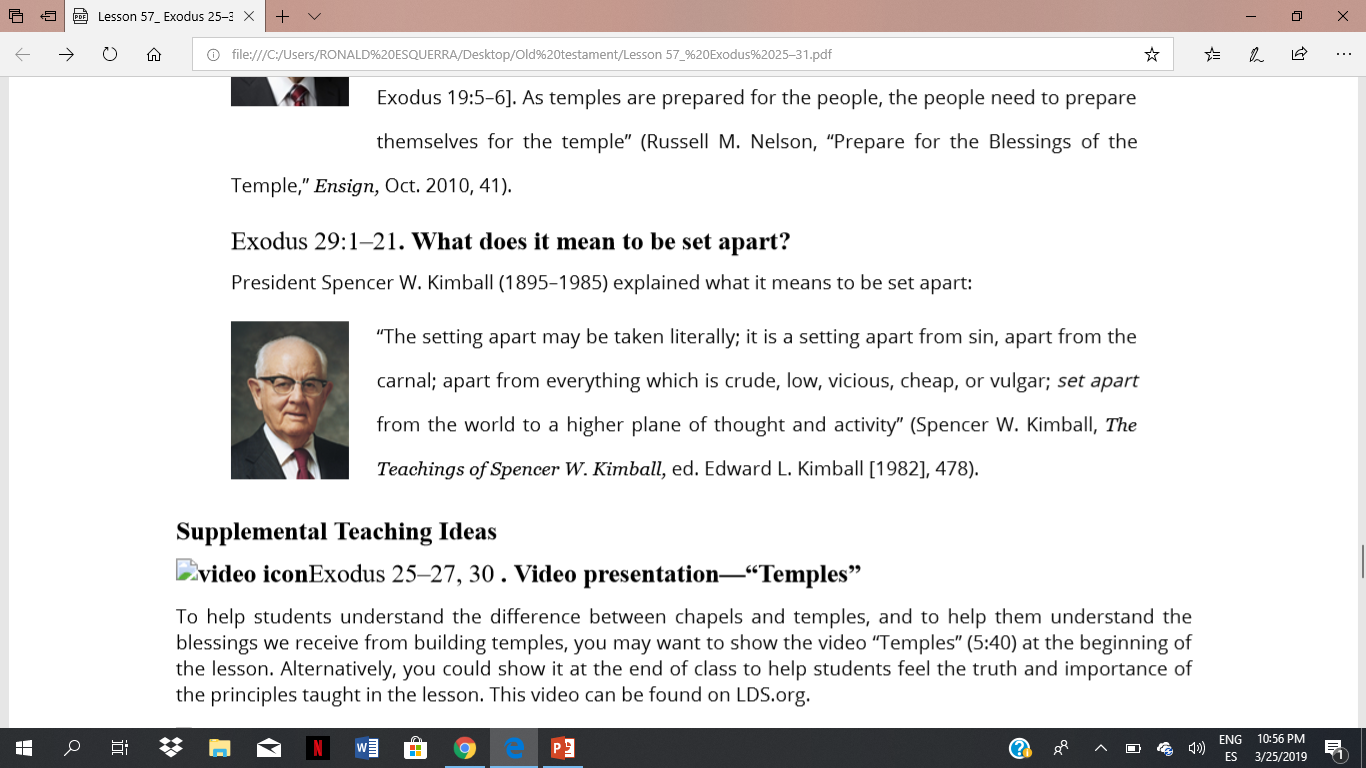 Lesson 57_ Exodus 25–3
file:///C:/Users/RONALD%20ESQUERRA/Desktop/Old%20testament/Lesson 57_%20Exodus%2025–31.pdf
Exodus 19:5–6]. As temples are prepared for the people, the people need to prepare
themselves for the temple” (Russell M. Nelson, “Prepare for the Blessings of the
Temple,” Ensign, Oct. 2010, 41).
Exodus 29:1–21. What does it mean to be set apart?
President Spencer W. Kimball (1895–1985) explained what it means to be set apart:
“The setting apart may be taken literally; it is a setting apart from sin, apart from the
carnal; apart from everything which is crude, low, vicious, cheap, or vulgar; set apart
from the world to a higher plane of thought and activity” (Spencer W. Kimball, The
Teachings of Spencer W. Kimball, ed. Edward L. Kimball [1982], 478).
Supplemental Teaching Ideas
video iconExodus 25–27, 30 . Video presentation—“Temples”
To help students understand the difference between chapels and temples, and to help them understand the
blessings we receive from building temples, you may want to show the video “Temples” (5:40) at the beginning of
the lesson. Alternatively, you could show it at the end of class to help students feel the truth and importance of
the principles taught in the lesson. This video can be found on LDS.org.
ENG 10:56 PM
ES 3/25/2019